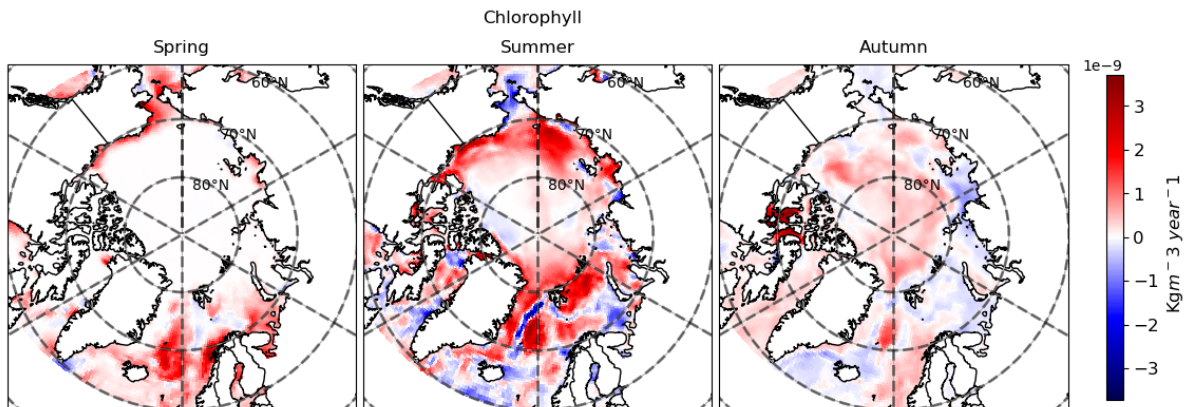 Chlorophyll
Spring
Summer
Autumn
60°N
70°N
80°N
60°N
70°N
80°N
60°N
70°N
80°N
1e−9
3
2
1
0
−1
−2
−3
Kgm⁻3 year⁻1